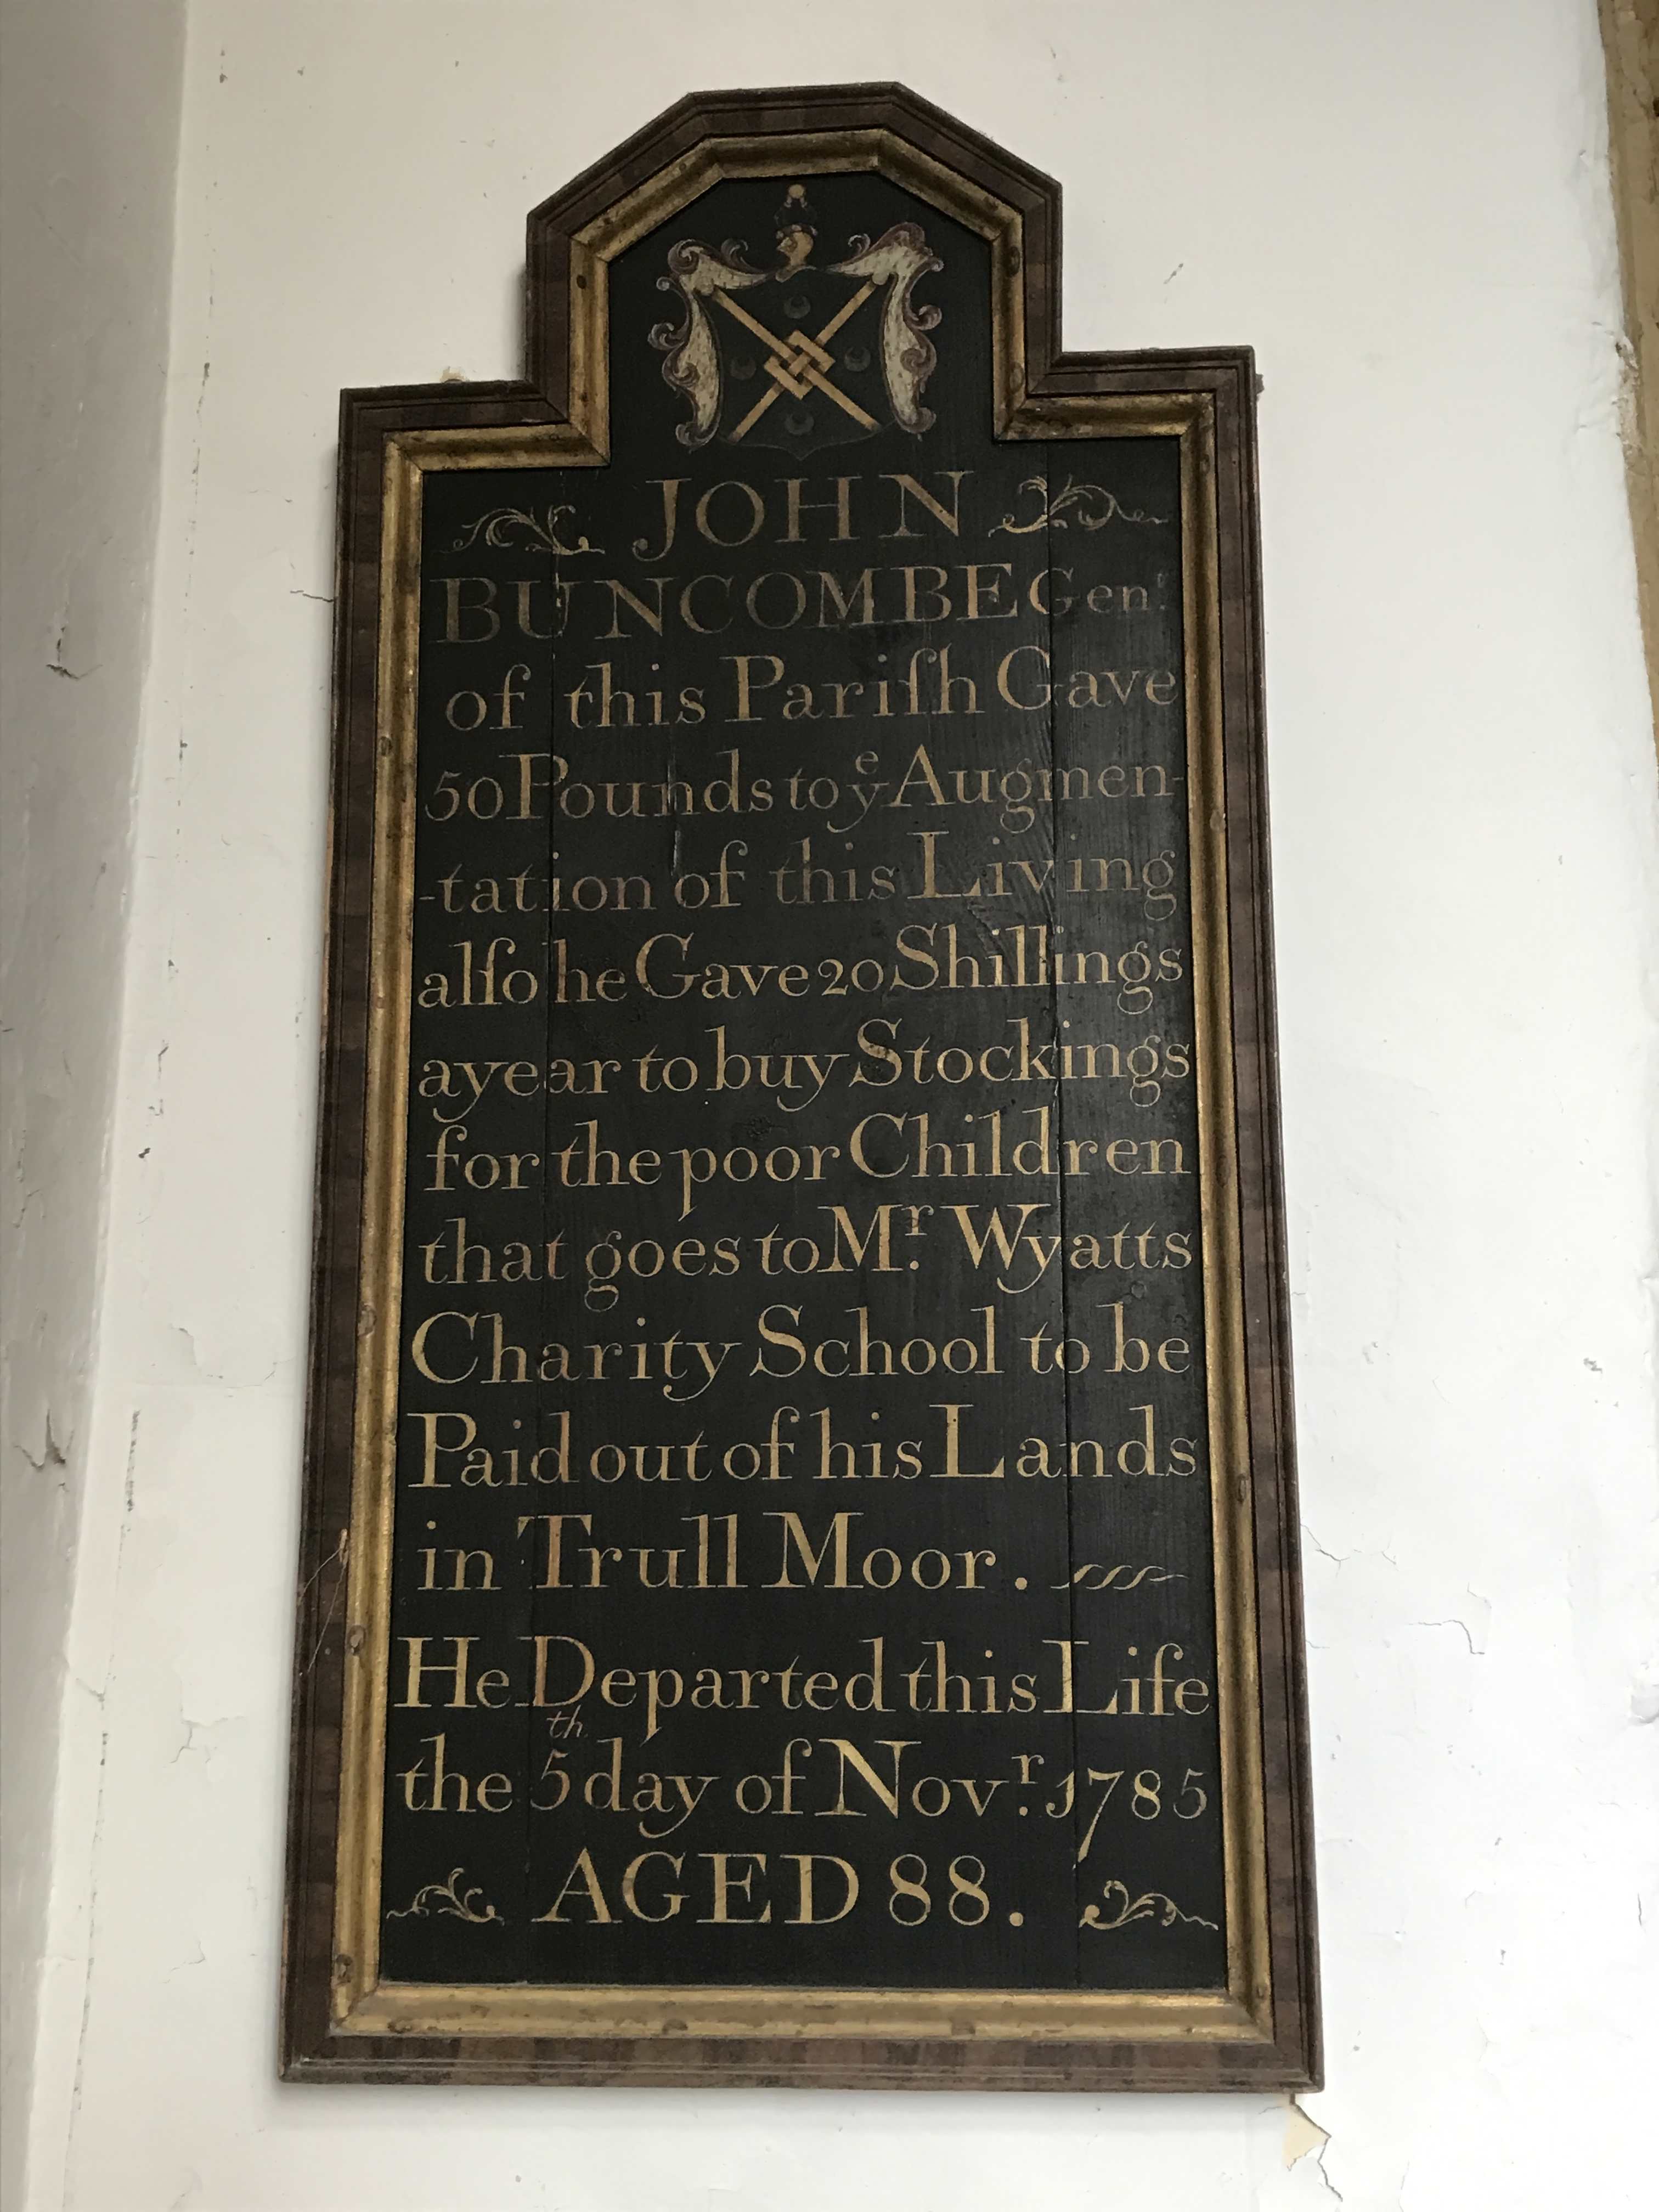 JOHN
BUNCOMBE Gent.
of this Pariſh Gave
50 Pounds to yᵉ Augmen-
-tation of this Living
alſo he Gave 20 Shillings
a year to buy Stockings
for the poor Children
that goes to Mʳ. Wyatts
Charity School to be
Paid out of his Lands
in Trull Moor.
He Departed this Life
the 5ᵗʰ day of Novʳ. 1785
AGED 88.